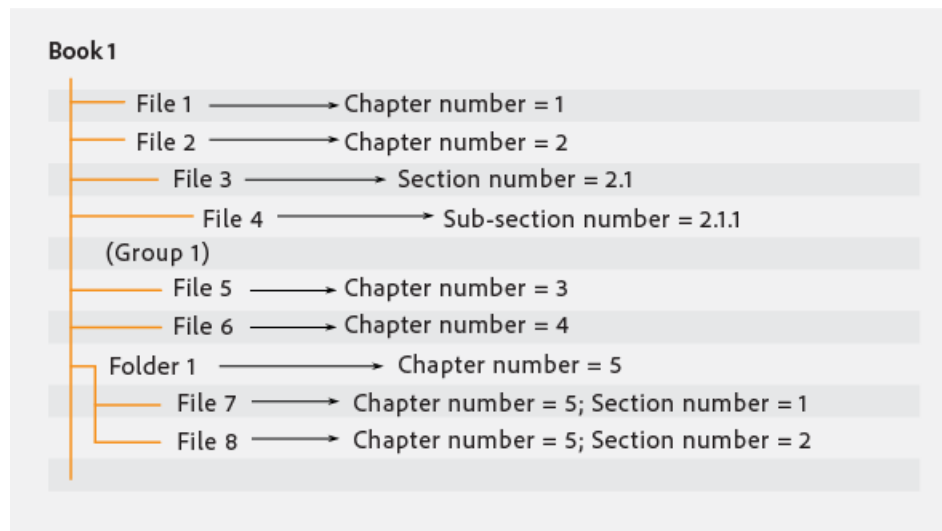 Book 1
File 1 Chapter number = 1
File 2 Chapter number = 2
File 3 Section number = 2.1
File 4 Sub-section number = 2.1.1
(Group 1)
File 5 Chapter number = 3
File 6 Chapter number = 4
Folder 1 Chapter number = 5
File 7 Chapter number = 5; Section number = 1
File 8 Chapter number = 5; Section number = 2